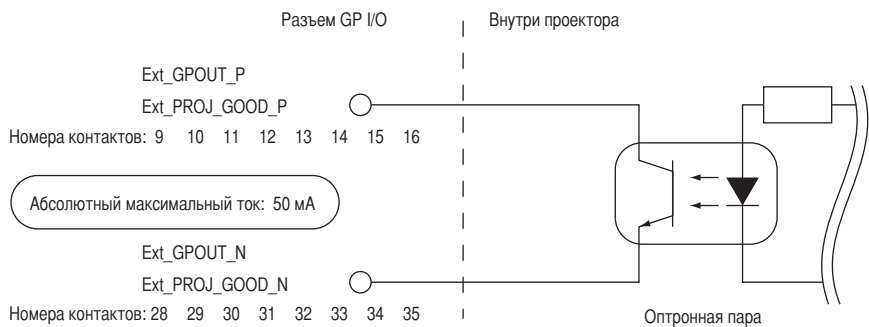 Разъем GP I/O
Внутри проектора
Ext_GPOUT_P
Ext_PROJ_GOOD_P
Номера контактов: 9 10 11 12 13 14 15 16
Абсолютный максимальный ток: 50 мА
Ext_GPOUT_N
Ext_PROJ_GOOD_N
Номера контактов: 28 29 30 31 32 33 34 35
Оптронная пара